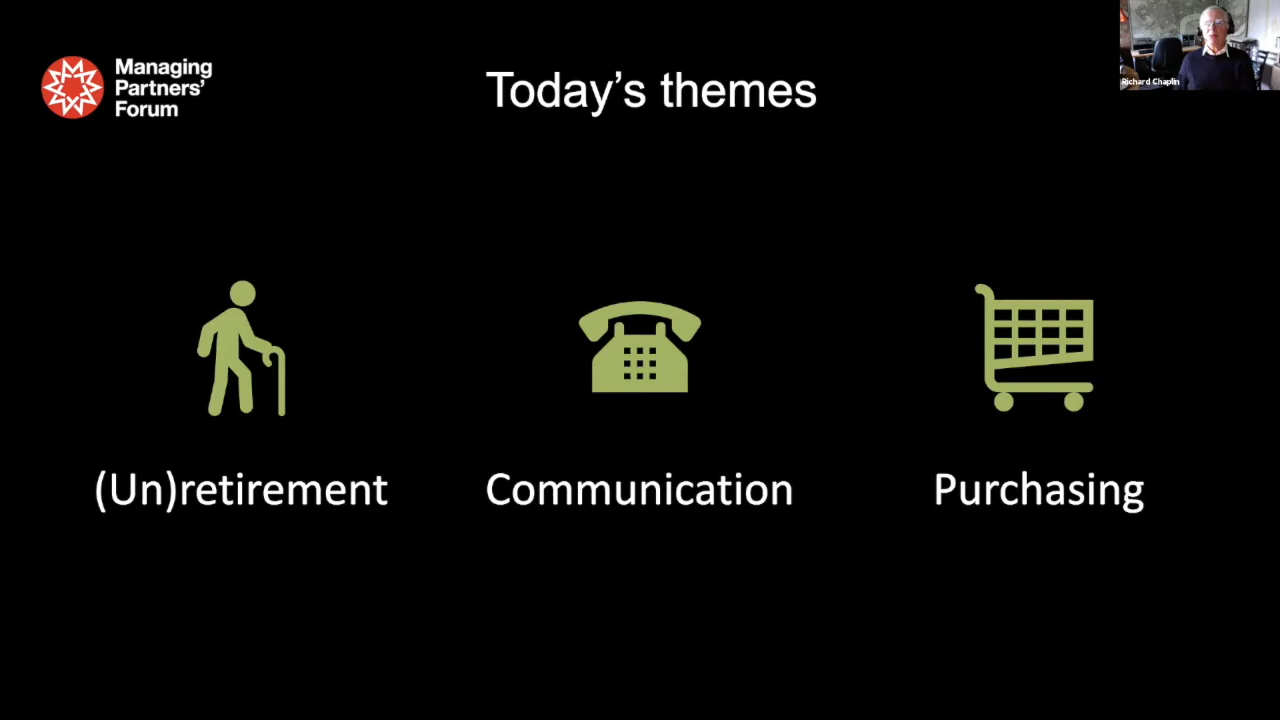 Managing
Partners'
Forum
Today's themes
Richard Chaplin
(Un)retirement
Communication
Purchasing